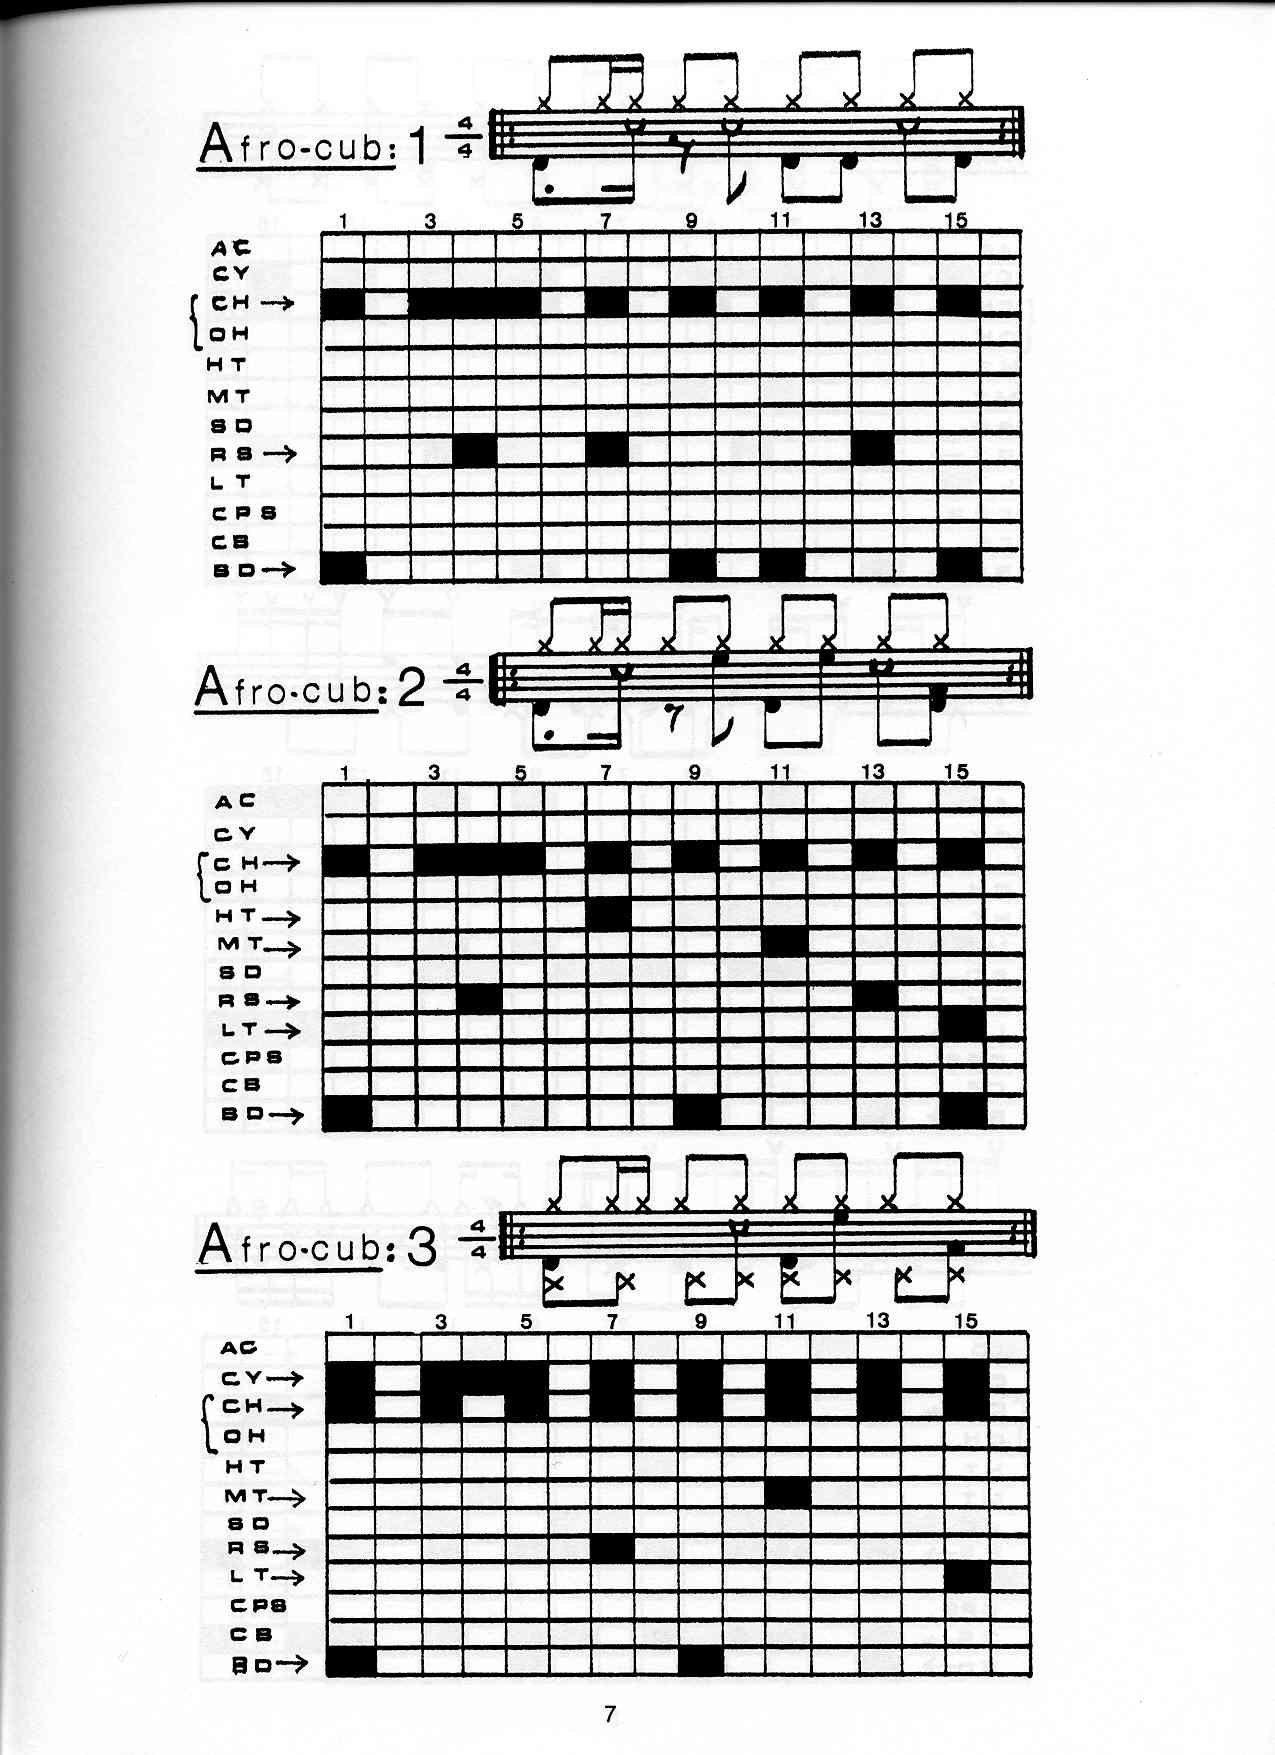 Afro-cub: 1 4/4
1 3 5 7 9 11 13 15
AC
CY
CH →
OH
HT
MT
SD
RS →
LT
CPS
CB
BD →
Afro-cub: 2 4/4
1 3 5 7 9 11 13 15
AC
CY
CH →
OH
HT →
MT →
SD
RS →
LT →
CPS
CB
BD →
Afro-cub: 3 4/4
1 3 5 7 9 11 13 15
AC
CY →
CH →
OH
HT
MT →
SD
RS →
LT →
CPS
CB
BD →
7